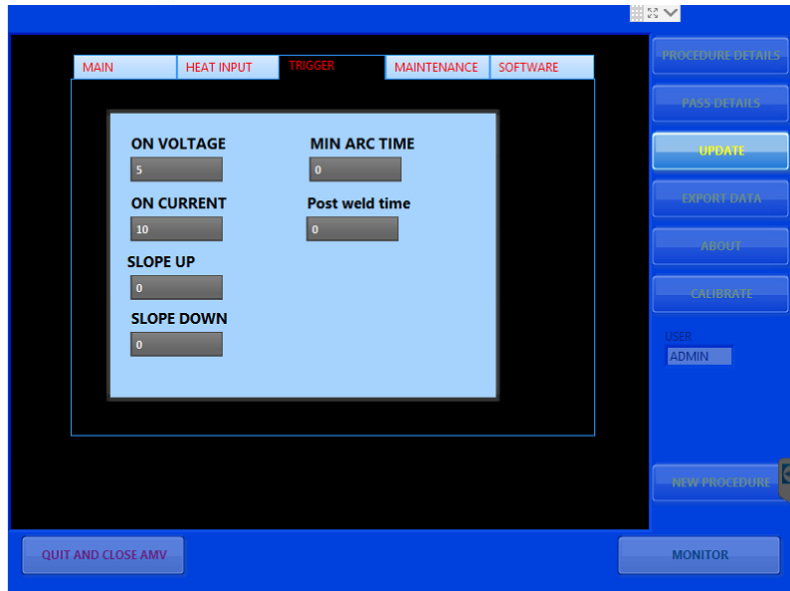 MAIN
HEAT INPUT
TRIGGER
MAINTENANCE
SOFTWARE
ON VOLTAGE
5
MIN ARC TIME
0
ON CURRENT
10
Post weld time
0
SLOPE UP
0
SLOPE DOWN
0
PROCEDURE DETAILS
PASS DETAILS
UPDATE
EXPORT DATA
ABOUT
CALIBRATE
USER
ADMIN
NEW PROCEDURE
QUIT AND CLOSE AMV
MONITOR